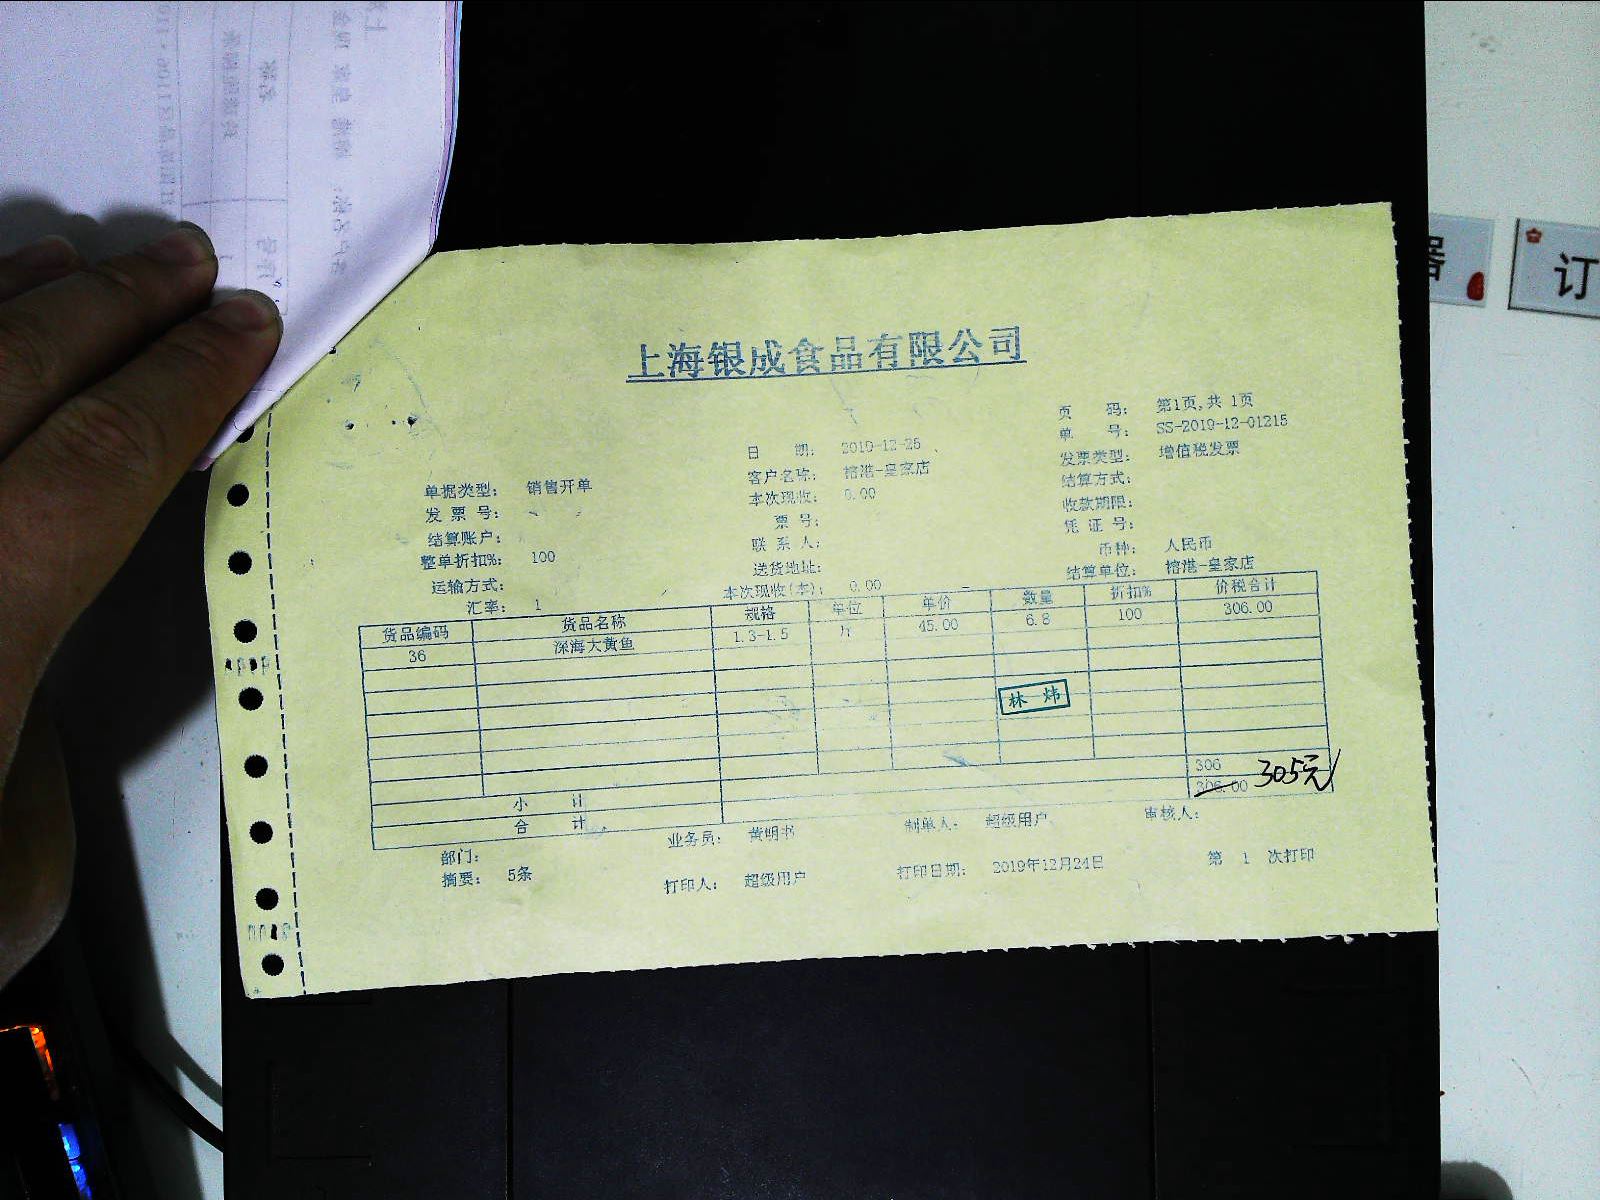 上海银成食品有限公司
页 码： 第1页,共 1页
日 期： 2019-12-25 单 号： SS-2019-12-01215
单据类型： 销售开单 客户名称： 榕港-皇家店 发票类型： 增值税发票
发 票 号： 本次现收： 0.00 结算方式：
结算账户： 票 号： 收款期限：
整单折扣%： 100 联 系 人： 凭 证 号：
运输方式： 送货地址： 币种： 人民币
汇率： 1 本次现收(本)： 0.00 结算单位： 榕港-皇家店
货品编码 货品名称 规格 单位 单价 数量 折扣% 价税合计
36 深海大黄鱼 1.3-1.5 斤 45.00 6.8 100 306.00
林 炜
小 计 306
合 计 306.00 305元
部门： 业务员： 黄明书 制单人： 超级用户 审核人：
摘要： 5条 打印人： 超级用户 打印日期： 2019年12月24日 第 1 次打印
器
订